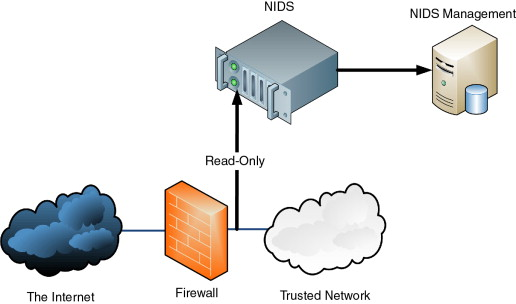 NIDS
NIDS Management
Read-Only
The Internet
Firewall
Trusted Network